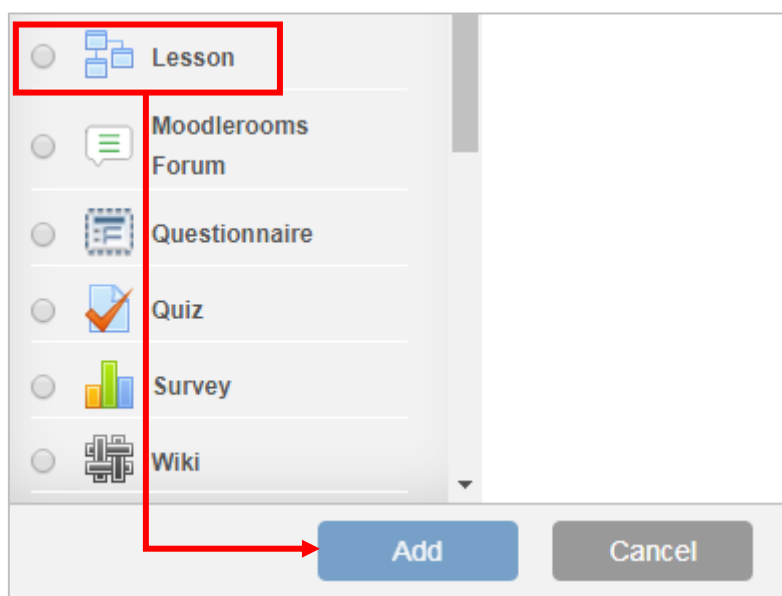 Lesson
Moodlerooms
Forum
Questionnaire
Quiz
Survey
Wiki
Add
Cancel